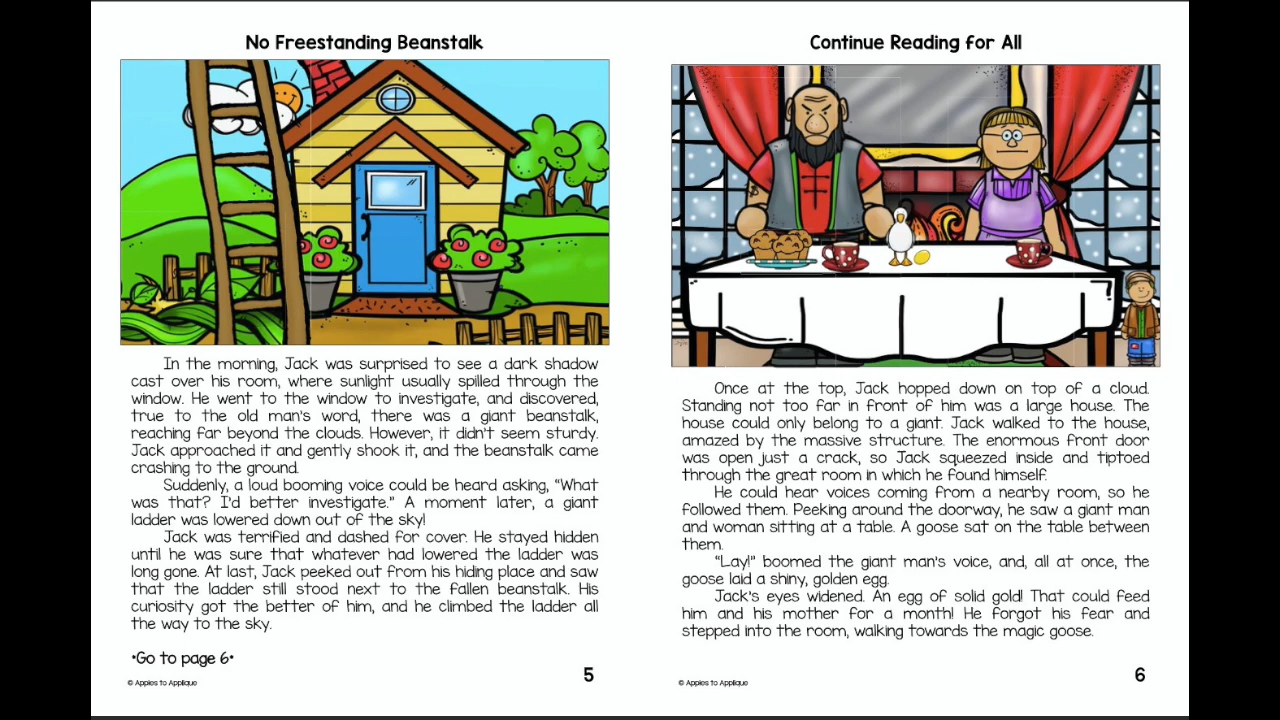 No Freestanding Beanstalk
In the morning, Jack was surprised to see a dark shadow
cast over his room, where sunlight usually spilled through the
window. He went to the window to investigate, and discovered,
true to the old man's word, there was a giant beanstalk,
reaching far beyond the clouds. However, it didn't seem sturdy.
Jack approached it and gently shook it, and the beanstalk came
crashing to the ground.
Suddenly, a loud booming voice could be heard asking, "What
was that? I'd better investigate." A moment later, a giant
ladder was lowered down out of the sky!
Jack was terrified and dashed for cover. He stayed hidden
until he was sure that whatever had lowered the ladder was
long gone. At last, Jack peeked out from his hiding place and saw
that the ladder still stood next to the fallen beanstalk. His
curiosity got the better of him, and he climbed the ladder all
the way to the sky.
•Go to page 6•
© Apples to Applique
5
Continue Reading for All
Once at the top, Jack hopped down on top of a cloud.
Standing not too far in front of him was a large house. The
house could only belong to a giant. Jack walked to the house,
amazed by the massive structure. The enormous front door
was open just a crack, so Jack squeezed inside and tiptoed
through the great room in which he found himself.
He could hear voices coming from a nearby room, so he
followed them. Peeking around the doorway, he saw a giant man
and woman sitting at a table. A goose sat on the table between
them.
"Lay!" boomed the giant man's voice, and, all at once, the
goose laid a shiny, golden egg.
Jack's eyes widened. An egg of solid gold! That could feed
him and his mother for a month! He forgot his fear and
stepped into the room, walking towards the magic goose.
© Apples to Applique
6